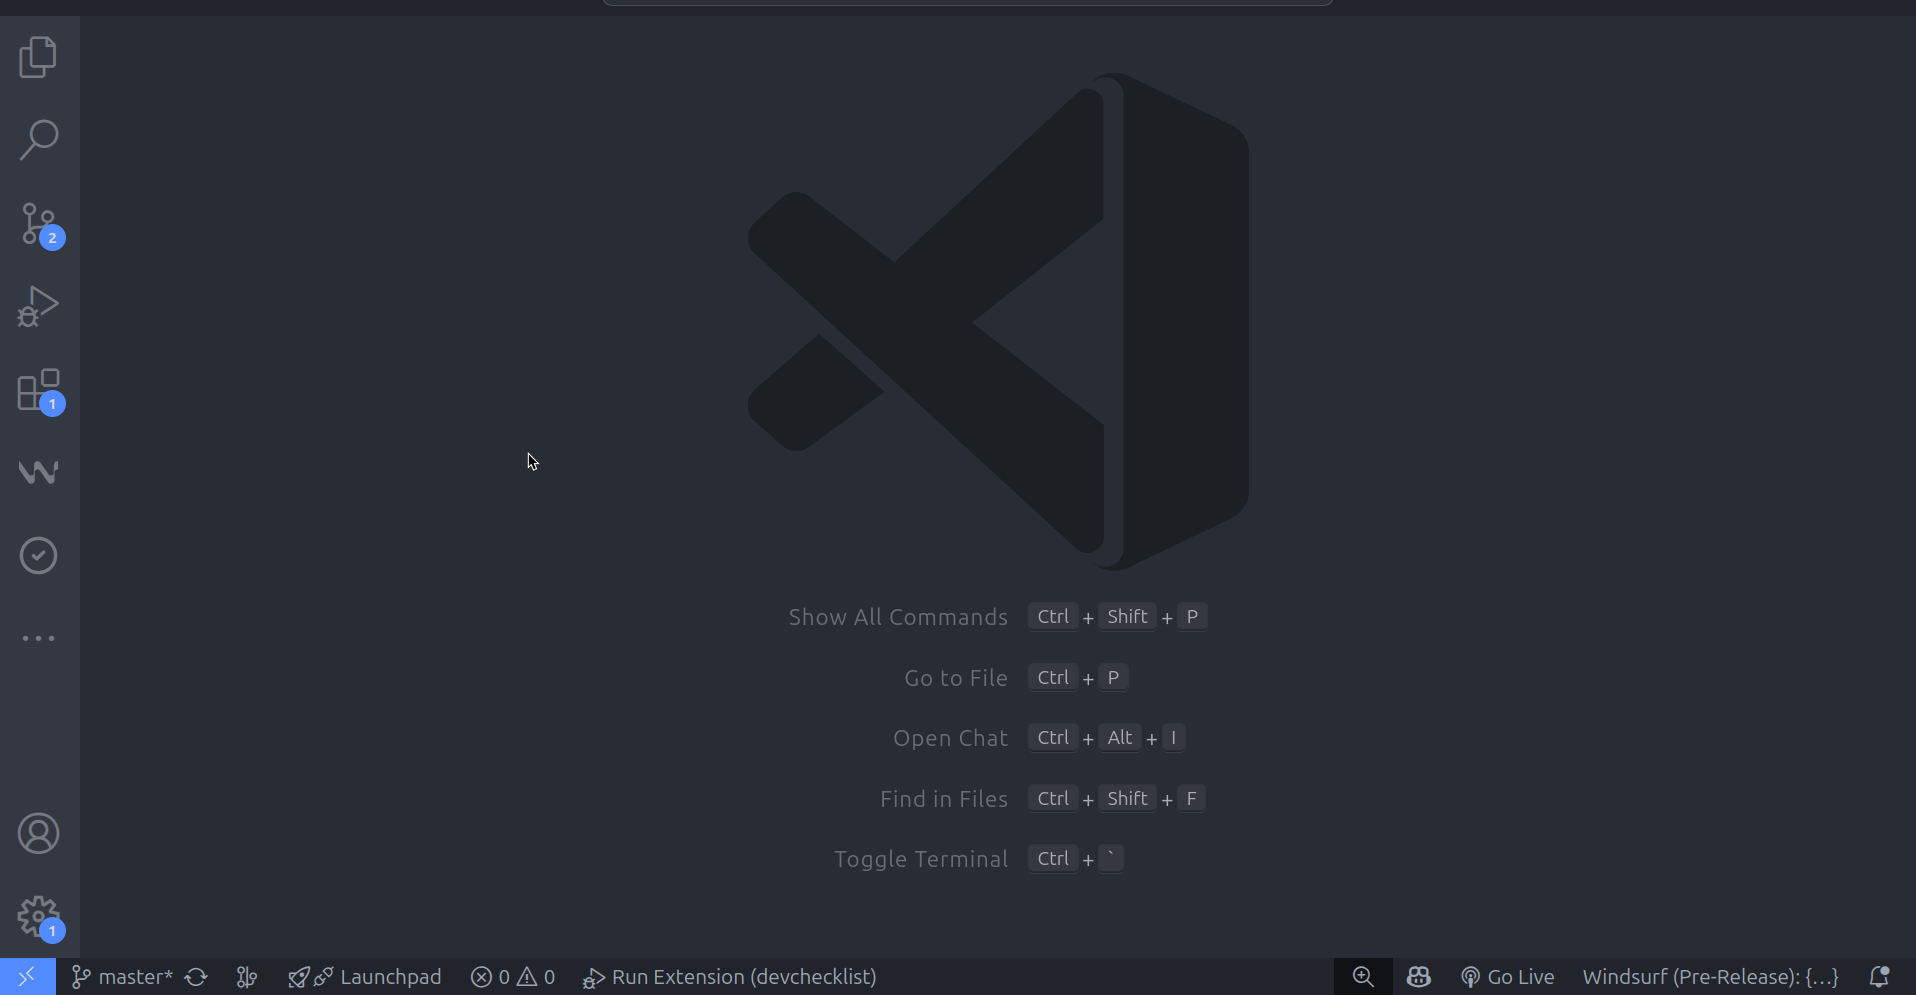 2
1
Show All Commands Ctrl + Shift + P
Go to File Ctrl + P
Open Chat Ctrl + Alt + I
Find in Files Ctrl + Shift + F
Toggle Terminal Ctrl + `
1
master* Launchpad 0 0 Run Extension (devchecklist) Go Live Windsurf (Pre-Release): {...}